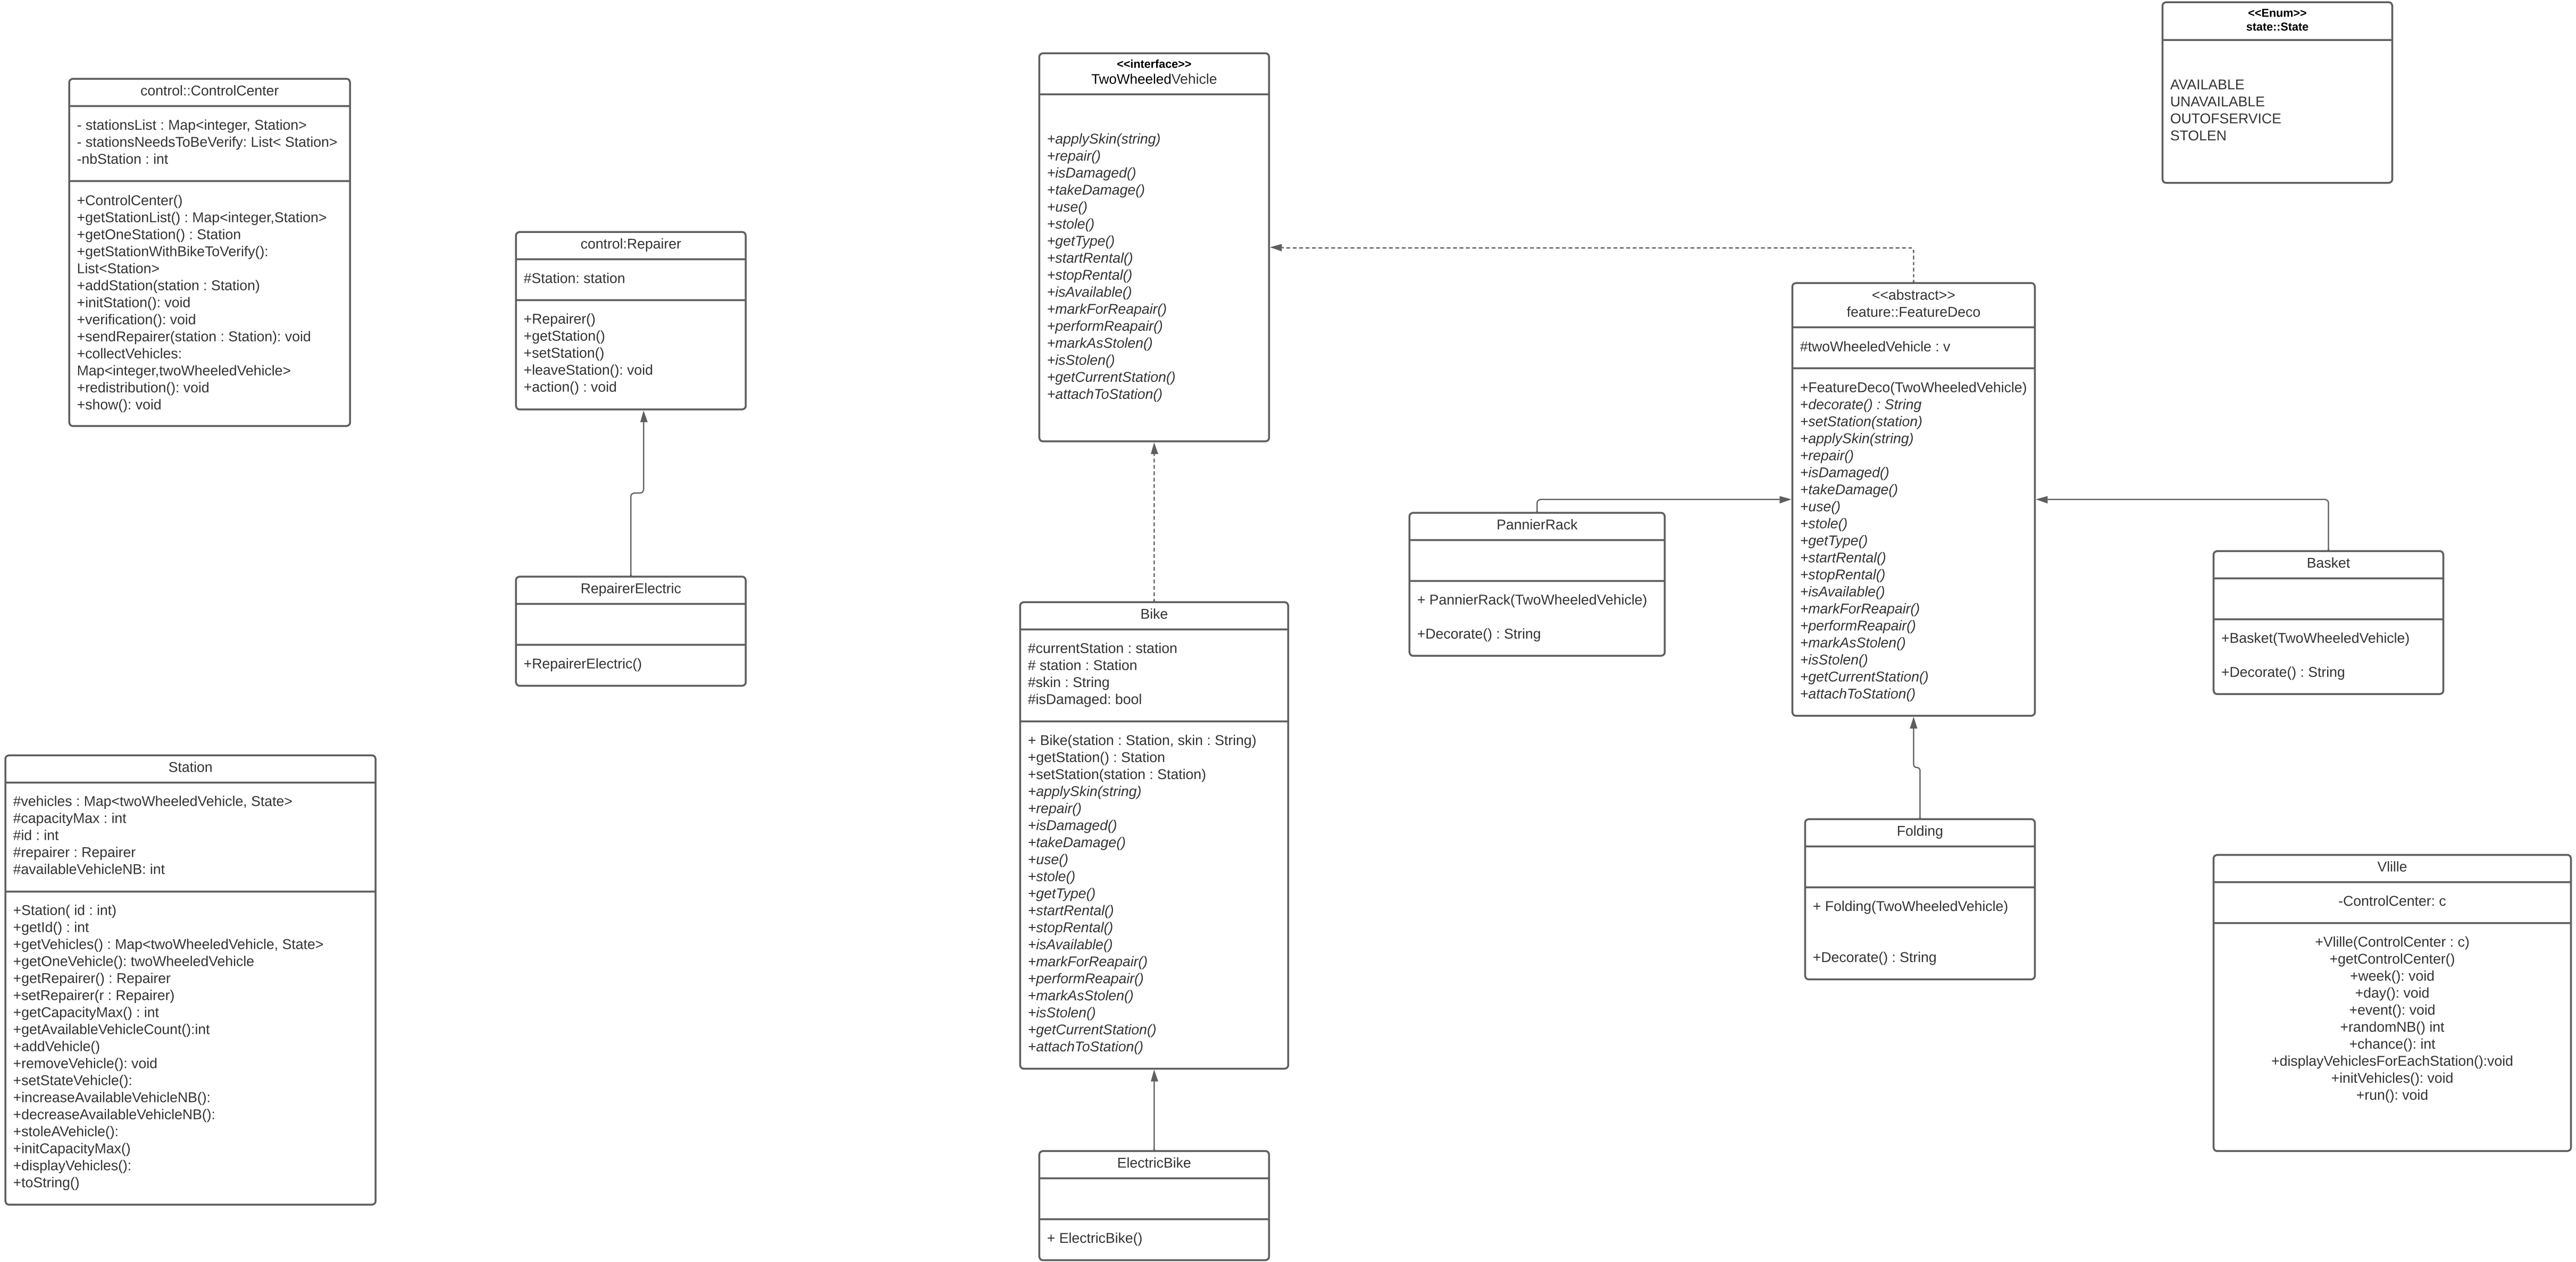 control::ControlCenter
- stationsList : Map<integer, Station>
- stationsNeedsToBeVerify: List< Station>
-nbStation : int
+ControlCenter()
+getStationList() : Map<integer,Station>
+getOneStation() : Station
+getStationWithBikeToVerify():
List<Station>
+addStation(station : Station)
+initStation(): void
+verification(): void
+sendRepairer(station : Station): void
+collectVehicles:
Map<integer,twoWheeledVehicle>
+redistribution(): void
+show(): void
control:Repairer
#Station: station
+Repairer()
+getStation()
+setStation()
+leaveStation(): void
+action() : void
RepairerElectric
+RepairerElectric()
Station
#vehicles : Map<twoWheeledVehicle, State>
#capacityMax : int
#id : int
#repairer : Repairer
#availableVehicleNB: int
+Station( id : int)
+getId() : int
+getVehicles() : Map<twoWheeledVehicle, State>
+getOneVehicle(): twoWheeledVehicle
+getRepairer() : Repairer
+setRepairer(r : Repairer)
+getCapacityMax() : int
+getAvailableVehicleCount():int
+addVehicle()
+removeVehicle(): void
+setStateVehicle():
+increaseAvailableVehicleNB():
+decreaseAvailableVehicleNB():
+stoleAVehicle():
+initCapacityMax()
+displayVehicles():
+toString()
<<interface>>
TwoWheeledVehicle
+applySkin(string)
+repair()
+isDamaged()
+takeDamage()
+use()
+stole()
+getType()
+startRental()
+stopRental()
+isAvailable()
+markForReapair()
+performReapair()
+markAsStolen()
+isStolen()
+getCurrentStation()
+attachToStation()
Bike
#currentStation : station
# station : Station
#skin : String
#isDamaged: bool
+ Bike(station : Station, skin : String)
+getStation() : Station
+setStation(station : Station)
+applySkin(string)
+repair()
+isDamaged()
+takeDamage()
+use()
+stole()
+getType()
+startRental()
+stopRental()
+isAvailable()
+markForReapair()
+performReapair()
+markAsStolen()
+isStolen()
+getCurrentStation()
+attachToStation()
ElectricBike
+ ElectricBike()
PannierRack
+ PannierRack(TwoWheeledVehicle)
+Decorate() : String
<<abstract>>
feature::FeatureDeco
#twoWheeledVehicle : v
+FeatureDeco(TwoWheeledVehicle)
+decorate() : String
+setStation(station)
+applySkin(string)
+repair()
+isDamaged()
+takeDamage()
+use()
+stole()
+getType()
+startRental()
+stopRental()
+isAvailable()
+markForReapair()
+performReapair()
+markAsStolen()
+isStolen()
+getCurrentStation()
+attachToStation()
Folding
+ Folding(TwoWheeledVehicle)
+Decorate() : String
<<Enum>>
state::State
AVAILABLE
UNAVAILABLE
OUTOFSERVICE
STOLEN
Basket
+Basket(TwoWheeledVehicle)
+Decorate() : String
Vlille
-ControlCenter: c
+Vlille(ControlCenter : c)
+getControlCenter()
+week(): void
+day(): void
+event(): void
+randomNB() int
+chance(): int
+displayVehiclesForEachStation():void
+initVehicles(): void
+run(): void